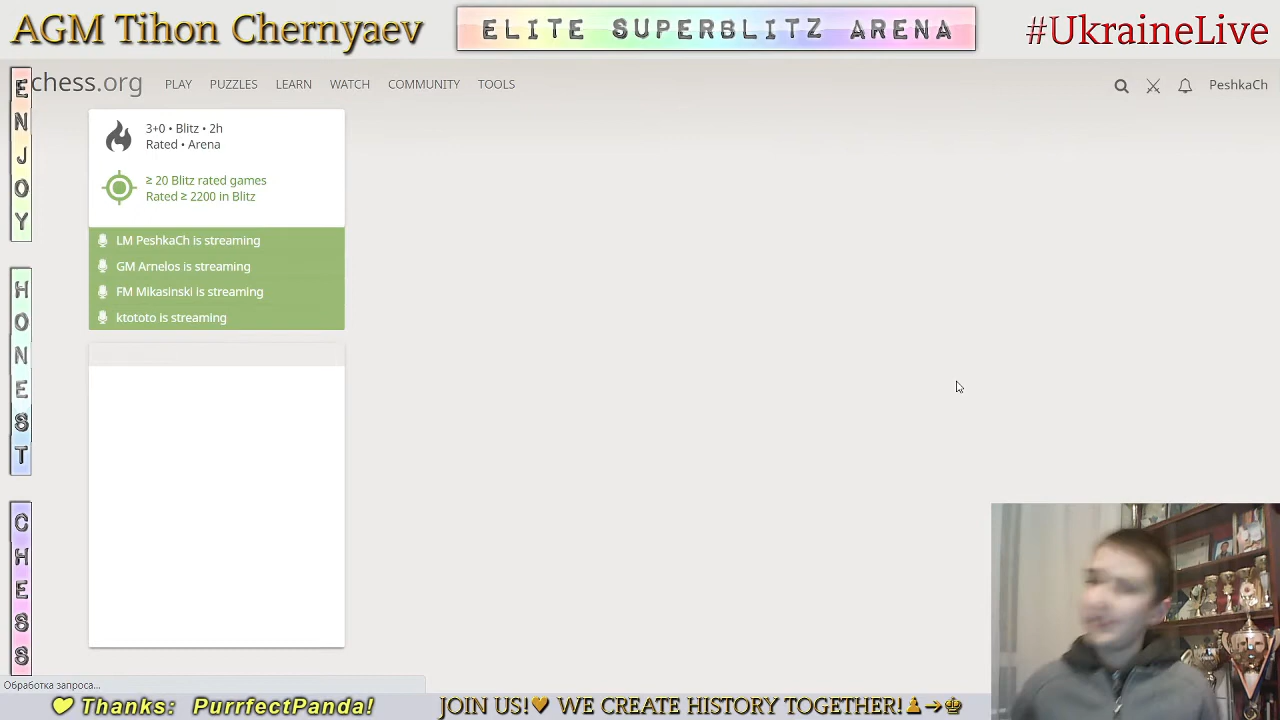 AGM Tihon Chernyaev
ELITE SUPERBLITZ ARENA
#UkraineLive
chess.org
PLAY PUZZLES LEARN WATCH COMMUNITY TOOLS
PeshkaCh
ENJOY
HONEST
CHESS
3+0 • Blitz • 2h
Rated • Arena
≥ 20 Blitz rated games
Rated ≥ 2200 in Blitz
LM PeshkaCh is streaming
GM Arnelos is streaming
FM Mikasinski is streaming
ktototo is streaming
Обработка запроса...
Thanks: PurrfectPanda!
JOIN US! WE CREATE HISTORY TOGETHER!